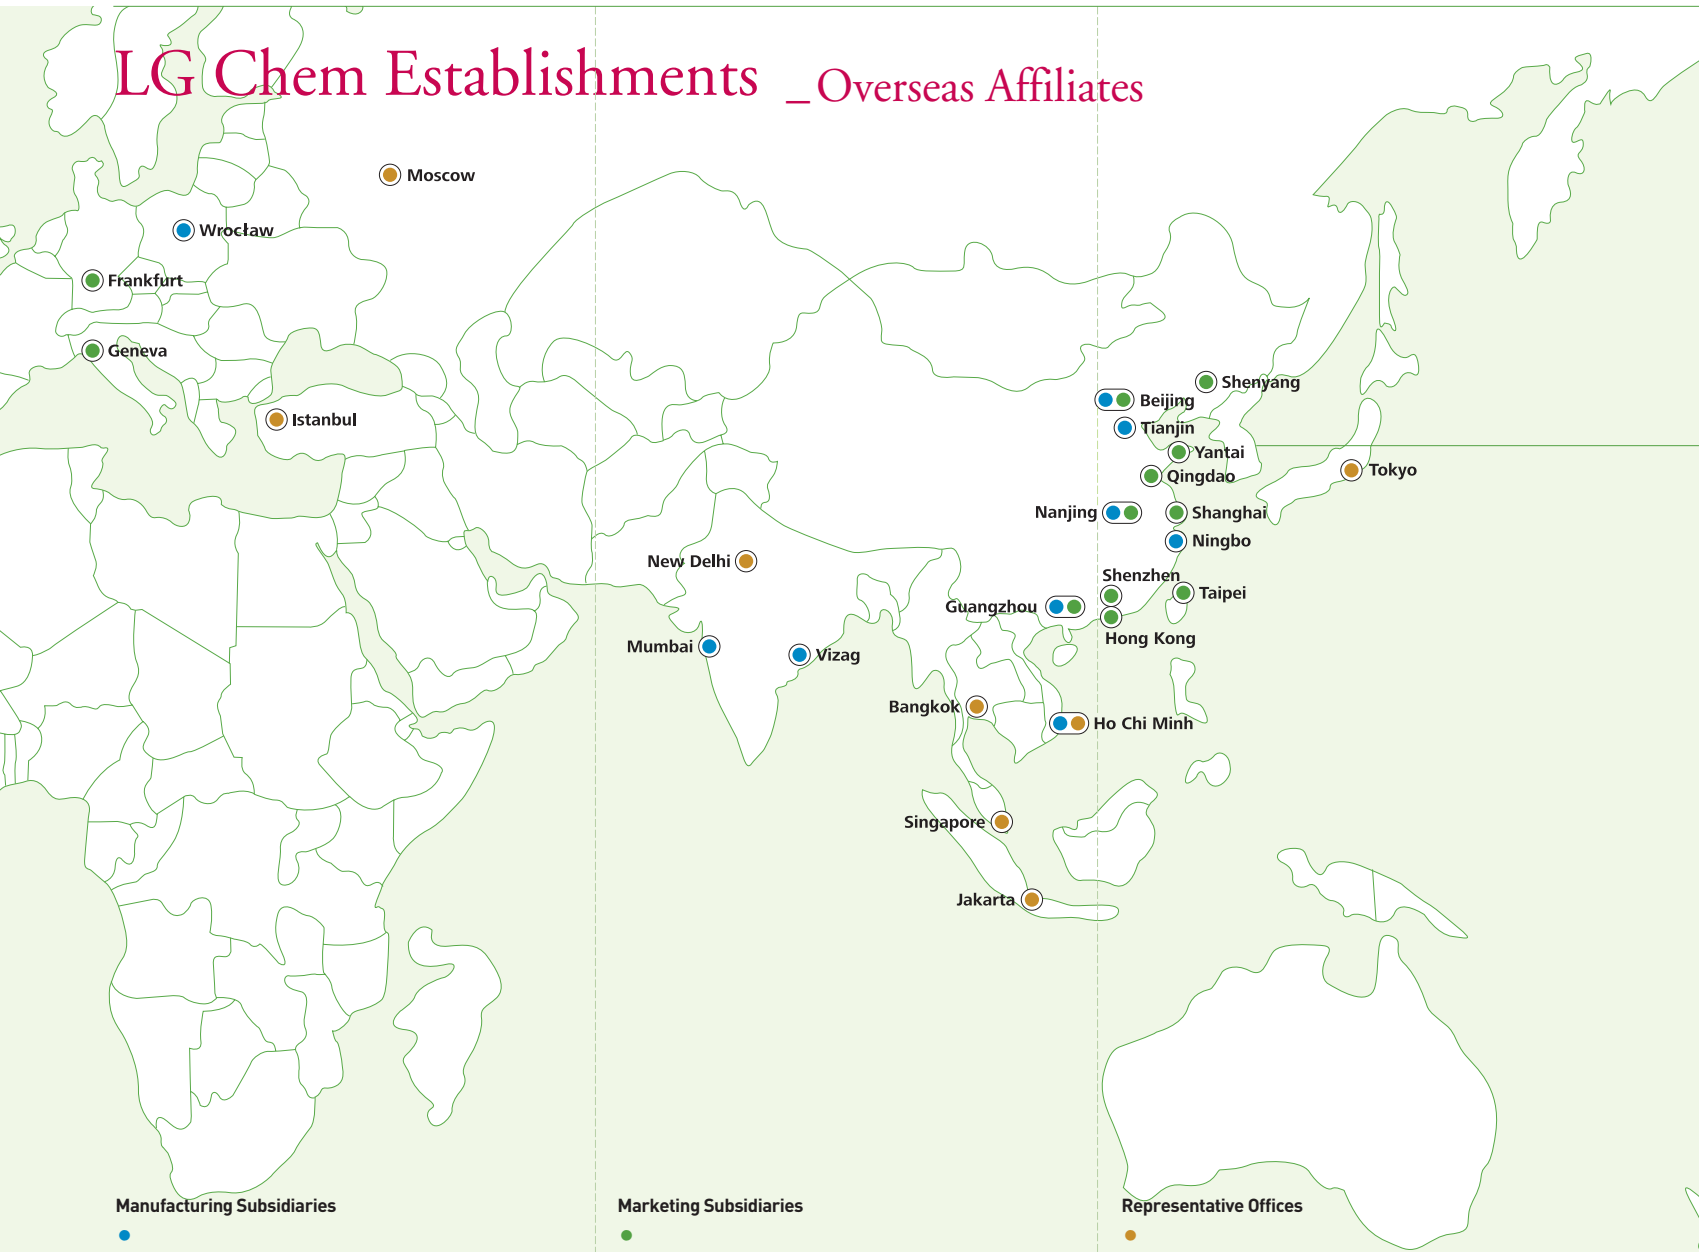 LG Chem Establishments _Overseas Affiliates
Moscow
Wrocław
Frankfurt
Geneva
Istanbul
Shenyang
Beijing
Tianjin
Yantai
Tokyo
Qingdao
Nanjing
Shanghai
Ningbo
New Delhi
Shenzhen
Taipei
Guangzhou
Hong Kong
Mumbai
Vizag
Bangkok
Ho Chi Minh
Singapore
Jakarta
Manufacturing Subsidiaries
Marketing Subsidiaries
Representative Offices